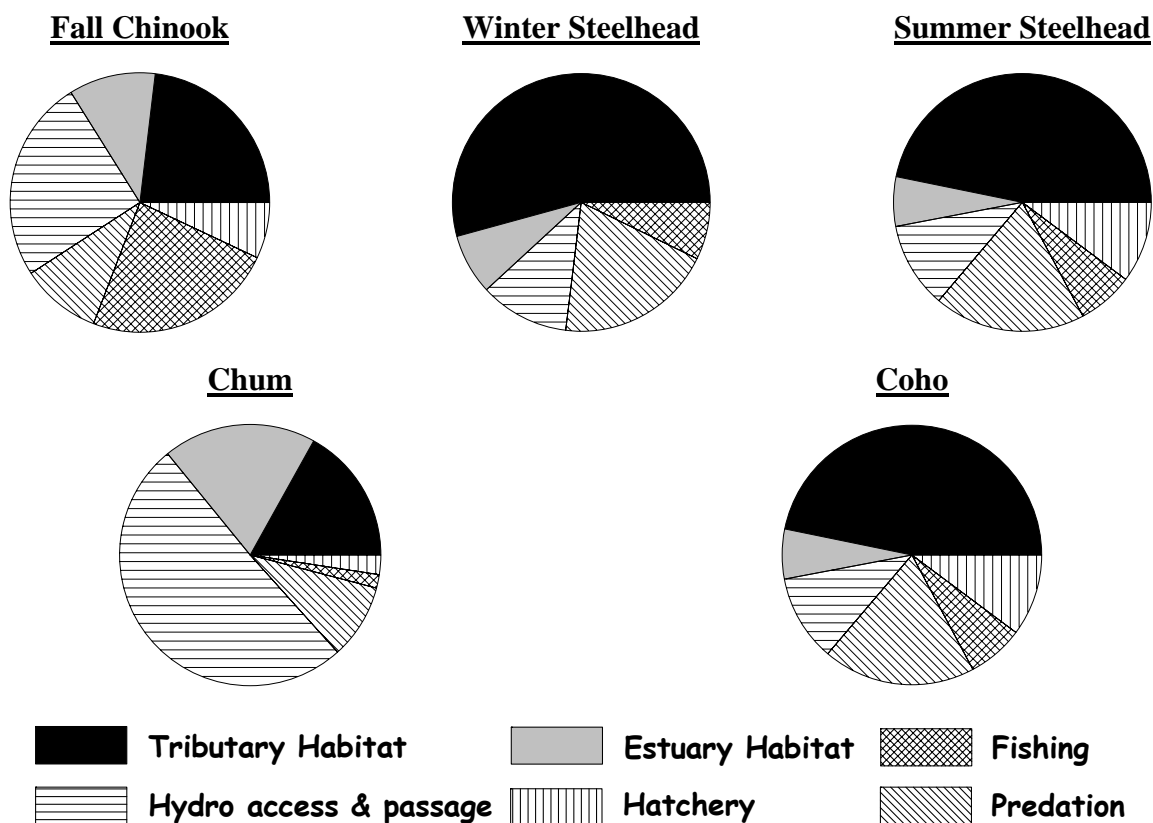 Fall Chinook Winter Steelhead Summer Steelhead
Chum Coho
Tributary Habitat Estuary Habitat Fishing
Hydro access & passage Hatchery Predation